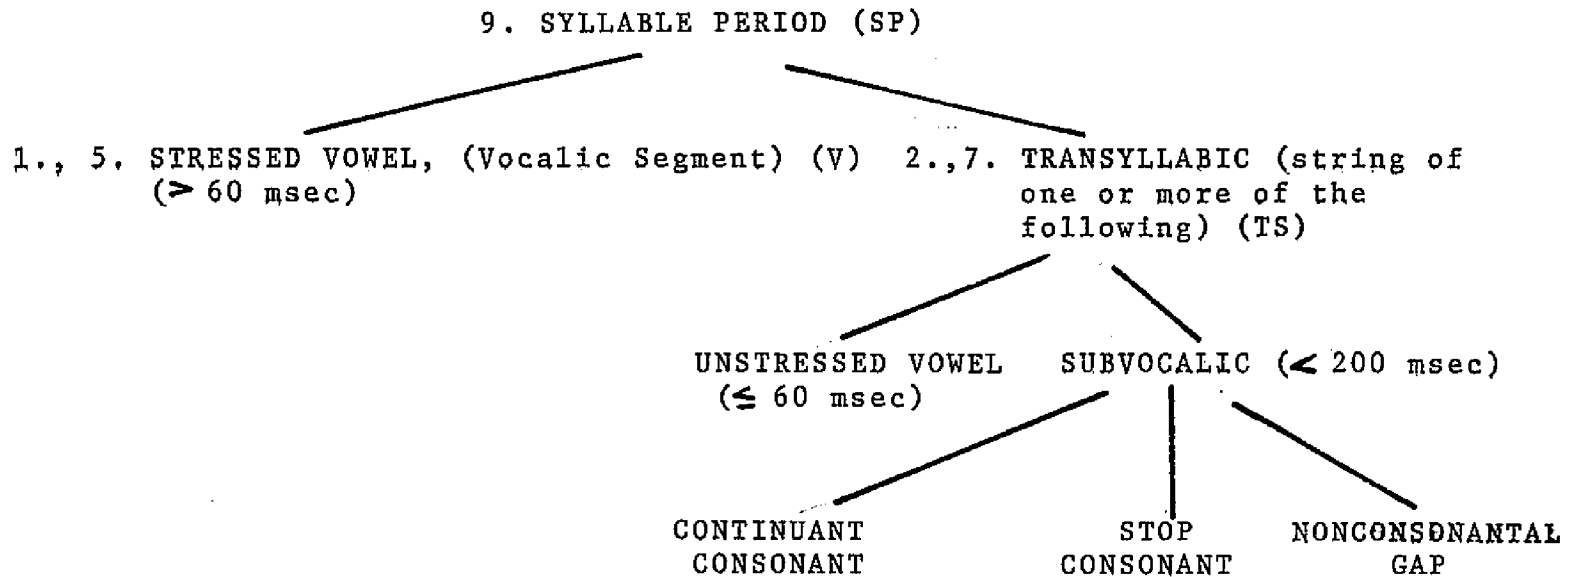 9. SYLLABLE PERIOD (SP)
1., 5. STRESSED VOWEL, (Vocalic Segment) (V) 2.,7. TRANSYLLABIC (string of
(> 60 msec)
one or more of the
following) (TS)
UNSTRESSED VOWEL SUBVOCALIC (< 200 msec)
(≦ 60 msec)
CONTINUANT STOP NONCONSONANTAL
CONSONANT CONSONANT GAP